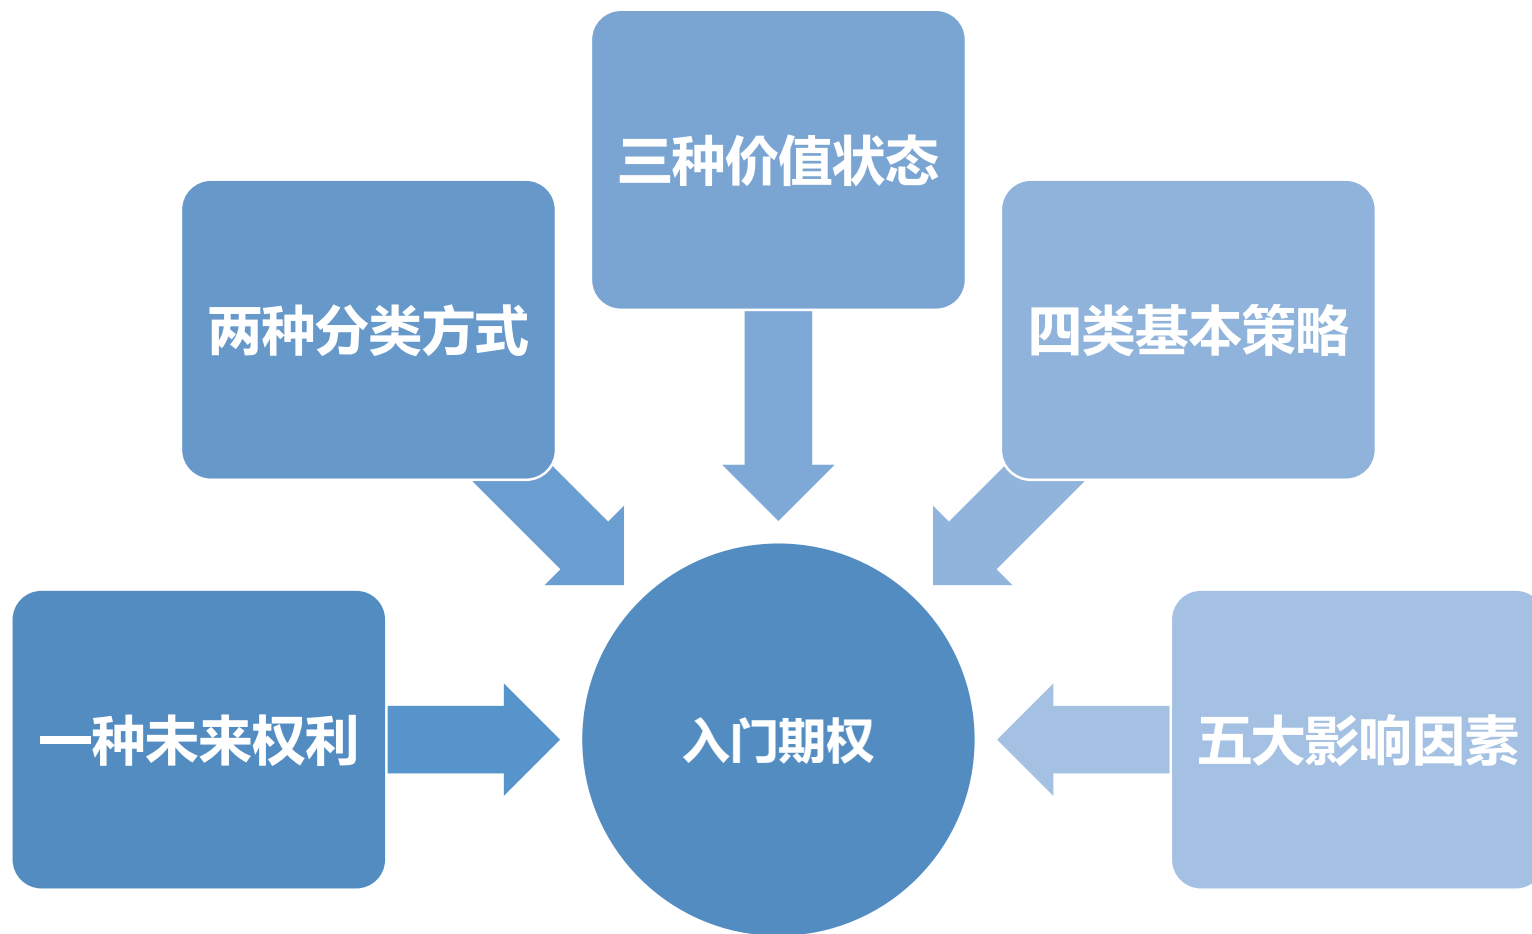 三种价值状态
两种分类方式
四类基本策略
一种未来权利
入门期权
五大影响因素